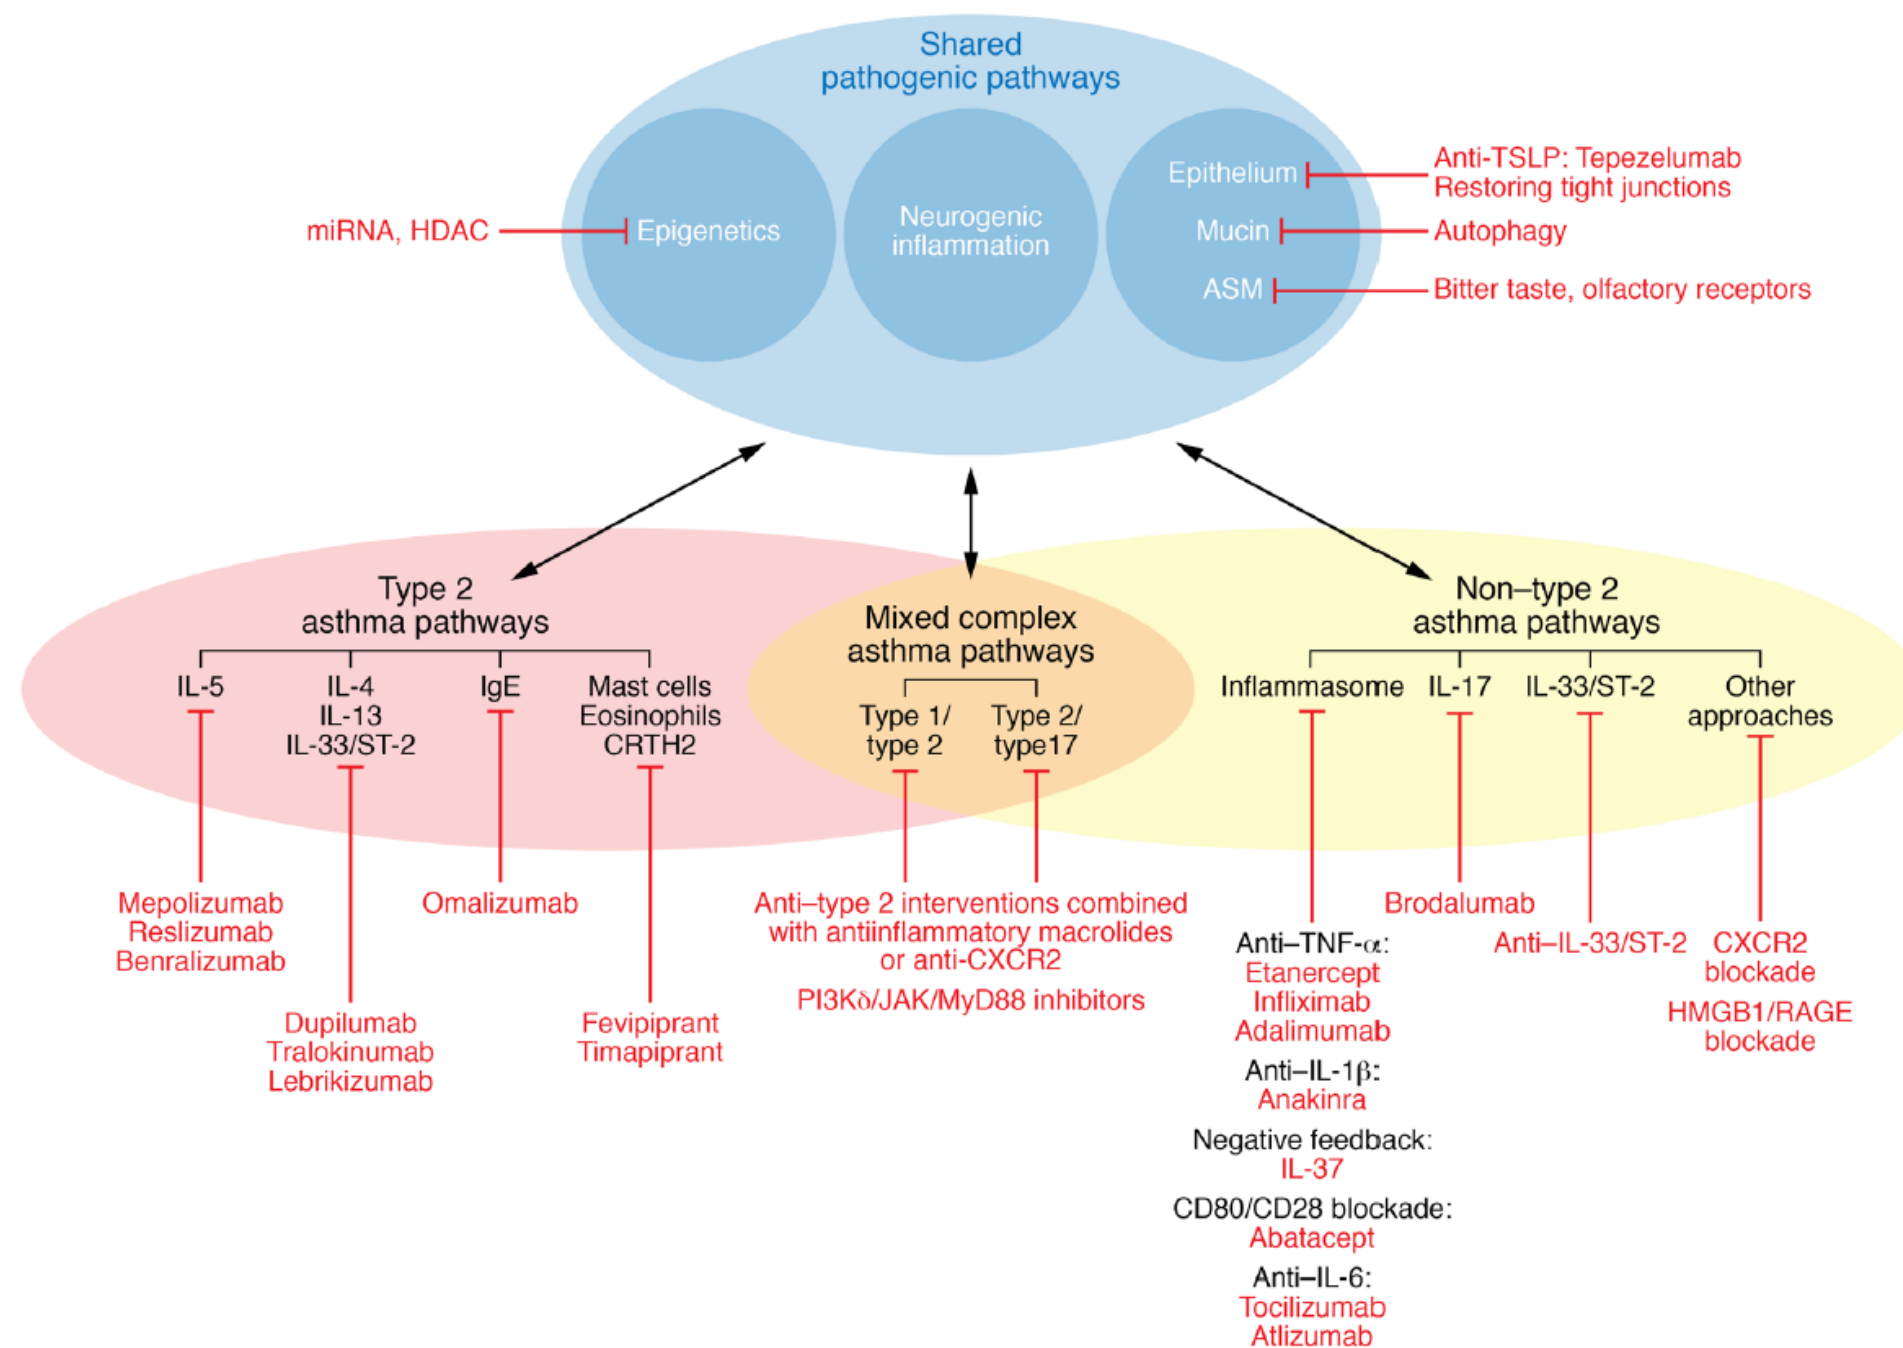 Shared
pathogenic pathways
miRNA, HDAC
Epigenetics
Neurogenic
inflammation
Epithelium
Mucin
ASM
Anti-TSLP: Tepezelumab
Restoring tight junctions
Autophagy
Bitter taste, olfactory receptors
Type 2
asthma pathways
IL-5
IL-4
IL-13
IL-33/ST-2
IgE
Mast cells
Eosinophils
CRTH2
Mepolizumab
Reslizumab
Benralizumab
Dupilumab
Tralokinumab
Lebrikizumab
Omalizumab
Fevipiprant
Timapiprant
Mixed complex
asthma pathways
Type 1/
type 2
Type 2/
type17
Anti–type 2 interventions combined
with antiinflammatory macrolides
or anti-CXCR2
PI3Kδ/JAK/MyD88 inhibitors
Non–type 2
asthma pathways
Inflammasome
IL-17
IL-33/ST-2
Other
approaches
Anti–TNF-α:
Etanercept
Infliximab
Adalimumab
Anti–IL-1β:
Anakinra
Negative feedback:
IL-37
CD80/CD28 blockade:
Abatacept
Anti–IL-6:
Tocilizumab
Atlizumab
Brodalumab
Anti–IL-33/ST-2
CXCR2
blockade
HMGB1/RAGE
blockade